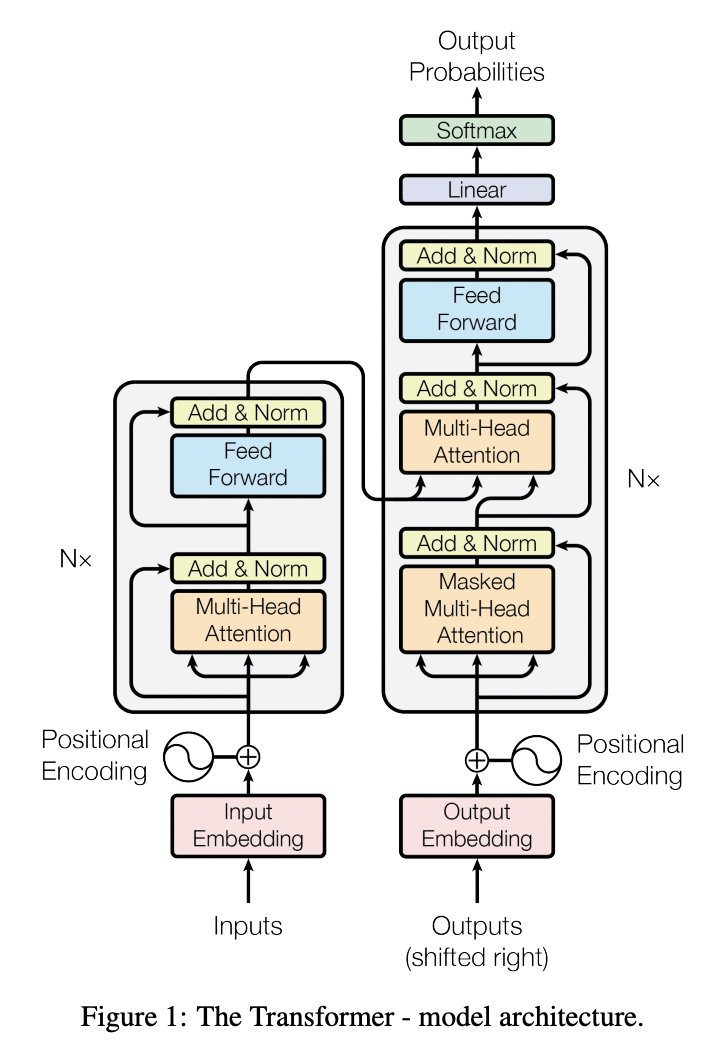 Output
Probabilities
Softmax
Linear
Add & Norm
Feed
Forward
Add & Norm
Multi-Head
Attention
N×
Add & Norm
Masked
Multi-Head
Attention
Add & Norm
Feed
Forward
N×
Add & Norm
Multi-Head
Attention
Positional
Encoding
Positional
Encoding
Input
Embedding
Output
Embedding
Inputs
Outputs
(shifted right)
Figure 1: The Transformer - model architecture.